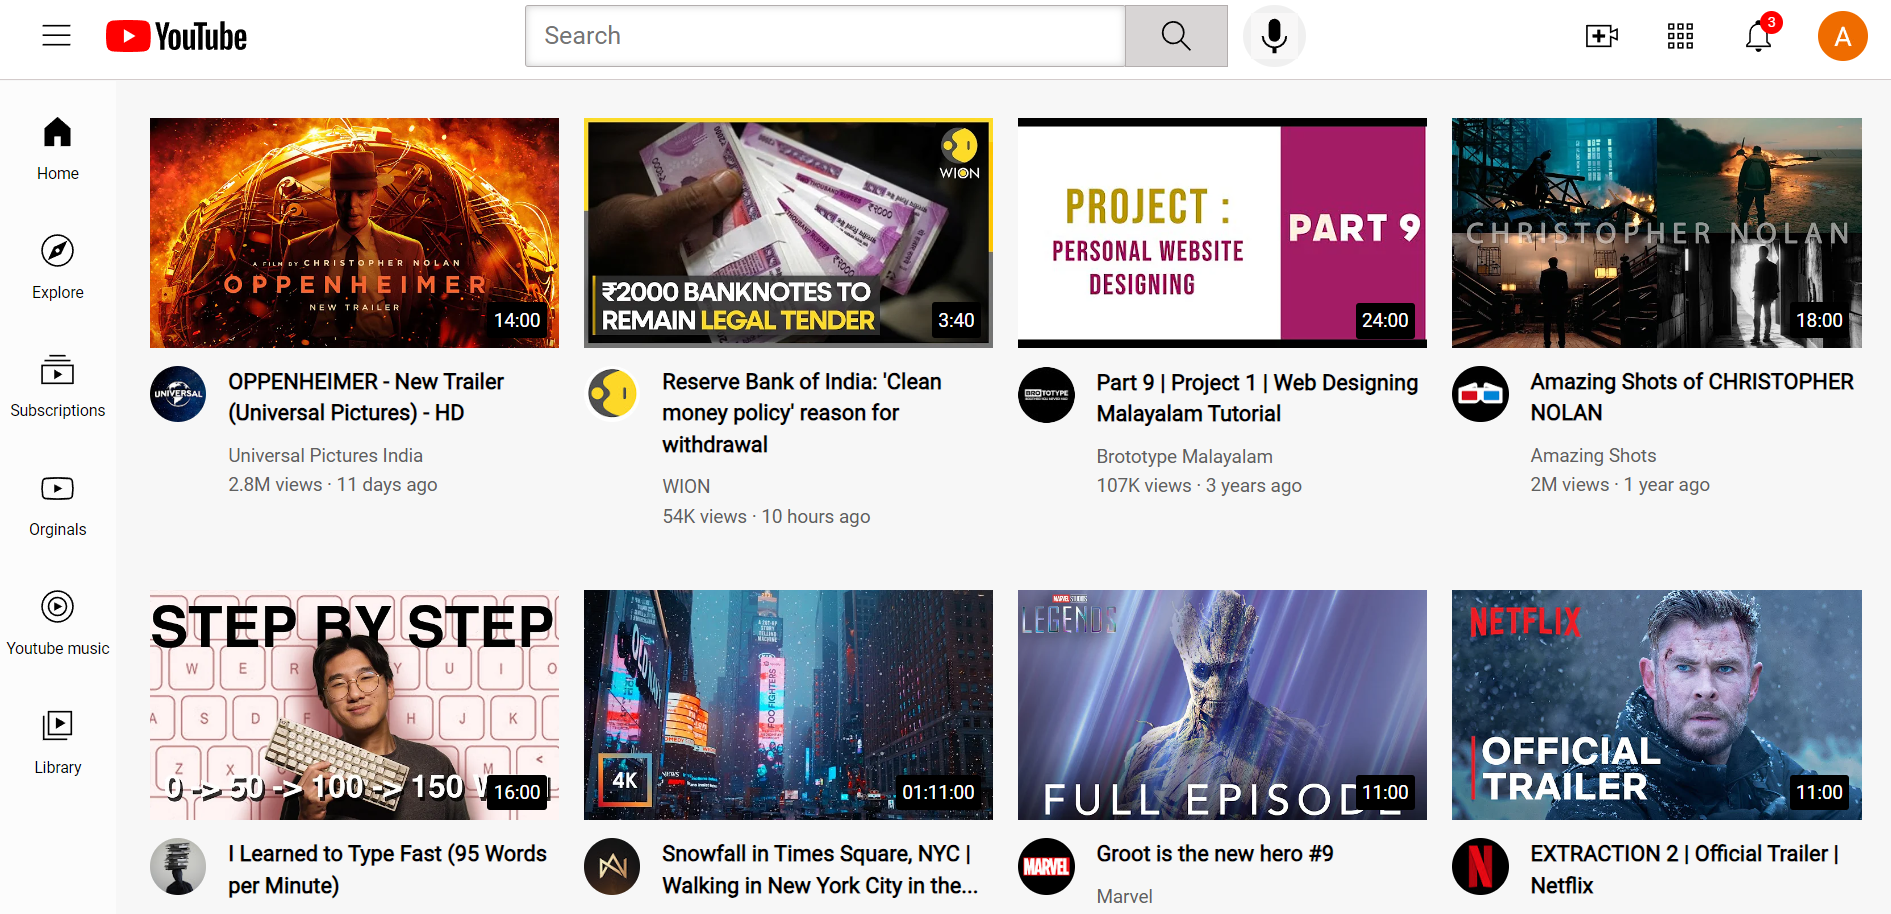 YouTube
Search
3
A
Home
Explore
Subscriptions
Orginals
Youtube music
Library
A FILM BY CHRISTOPHER NOLAN
OPPENHEIMER
NEW TRAILER
14:00
UNIVERSAL
OPPENHEIMER - New Trailer
(Universal Pictures) - HD
Universal Pictures India
2.8M views · 11 days ago
WION
₹2000 BANKNOTES TO
REMAIN LEGAL TENDER
3:40
Reserve Bank of India: 'Clean
money policy' reason for
withdrawal
WION
54K views · 10 hours ago
PROJECT :
PERSONAL WEBSITE
DESIGNING
PART 9
24:00
BROTOTYPE
Part 9 | Project 1 | Web Designing
Malayalam Tutorial
Brototype Malayalam
107K views · 3 years ago
CHRISTOPHER NOLAN
18:00
Amazing Shots of CHRISTOPHER
NOLAN
Amazing Shots
2M views · 1 year ago
STEP BY STEP
W E R Y U I O
A S D F H J K
Z X
0 -> 50 -> 100 -> 150 W
16:00
I Learned to Type Fast (95 Words
per Minute)
FOO FIGHTERS
4K
01:11:00
Snowfall in Times Square, NYC |
Walking in New York City in the...
MARVEL STUDIOS
LEGENDS
FULL EPISODE
11:00
MARVEL
Groot is the new hero #9
Marvel
NETFLIX
OFFICIAL
TRAILER
11:00
N
EXTRACTION 2 | Official Trailer |
Netflix